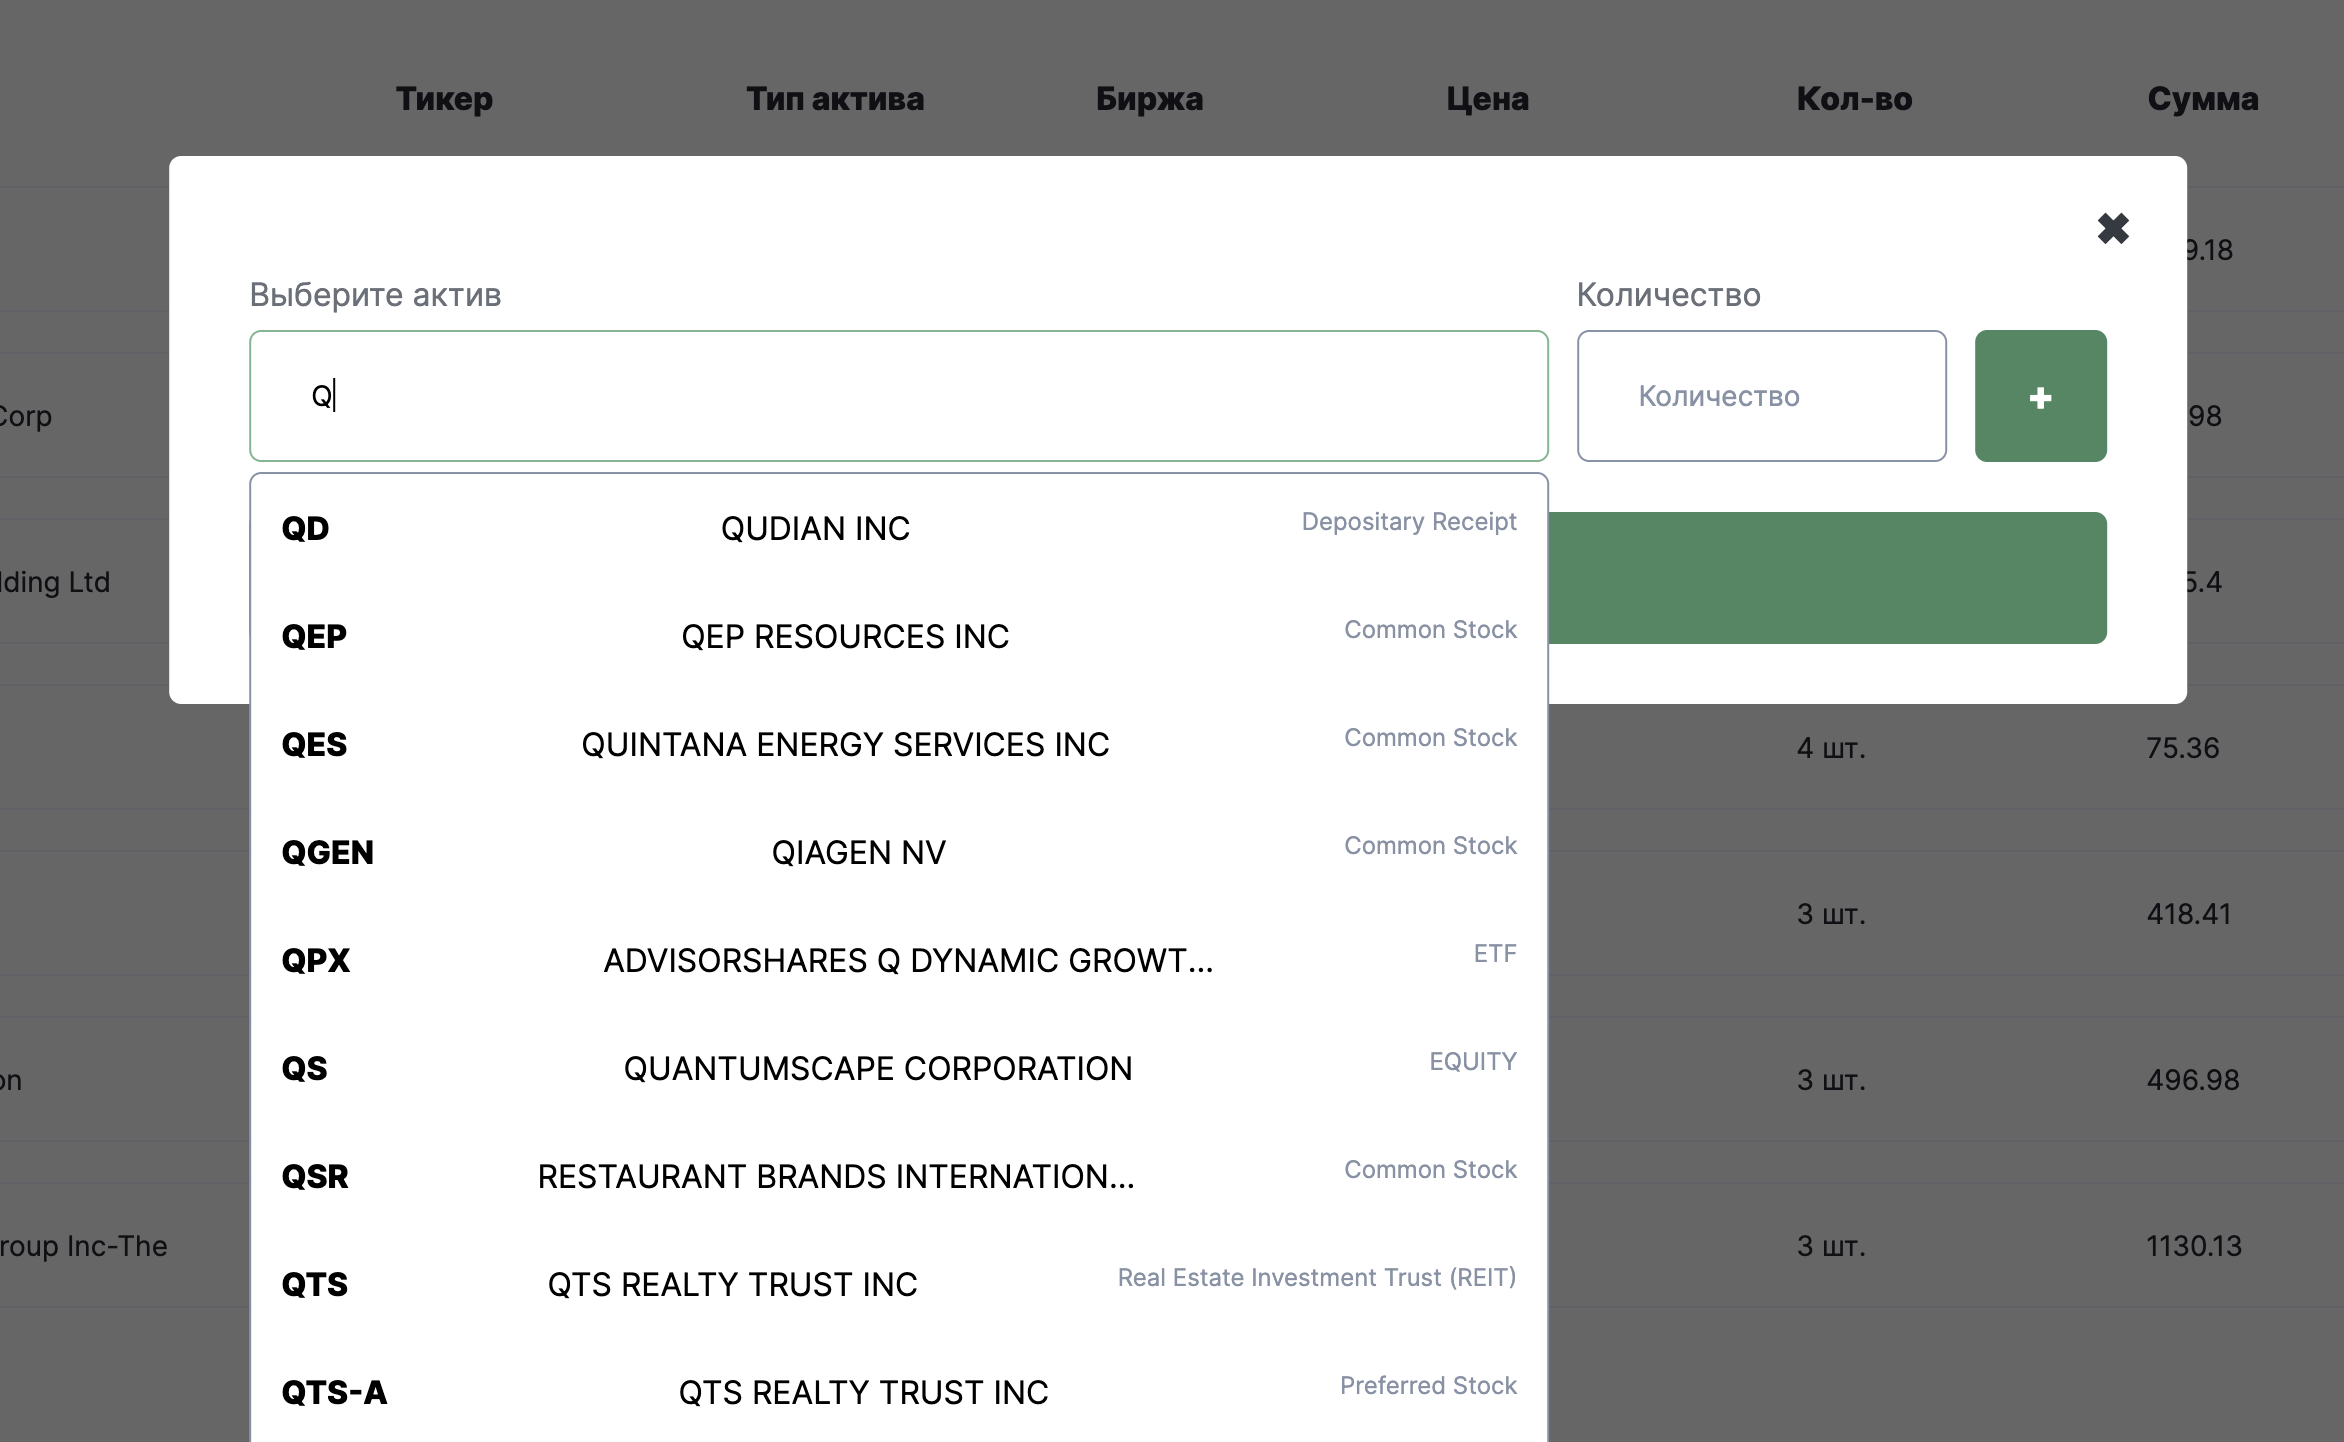 Тикер Тип актива Биржа Цена Кол-во Сумма
9.18
Выберите актив Количество
Q Количество +
Corp 98
QD QUDIAN INC Depositary Receipt
lding Ltd 5.4
QEP QEP RESOURCES INC Common Stock
QES QUINTANA ENERGY SERVICES INC Common Stock
4 шт. 75.36
QGEN QIAGEN NV Common Stock
3 шт. 418.41
QPX ADVISORSHARES Q DYNAMIC GROWT... ETF
QS QUANTUMSCAPE CORPORATION EQUITY
on 3 шт. 496.98
QSR RESTAURANT BRANDS INTERNATION... Common Stock
roup Inc-The 3 шт. 1130.13
QTS QTS REALTY TRUST INC Real Estate Investment Trust (REIT)
QTS-A QTS REALTY TRUST INC Preferred Stock